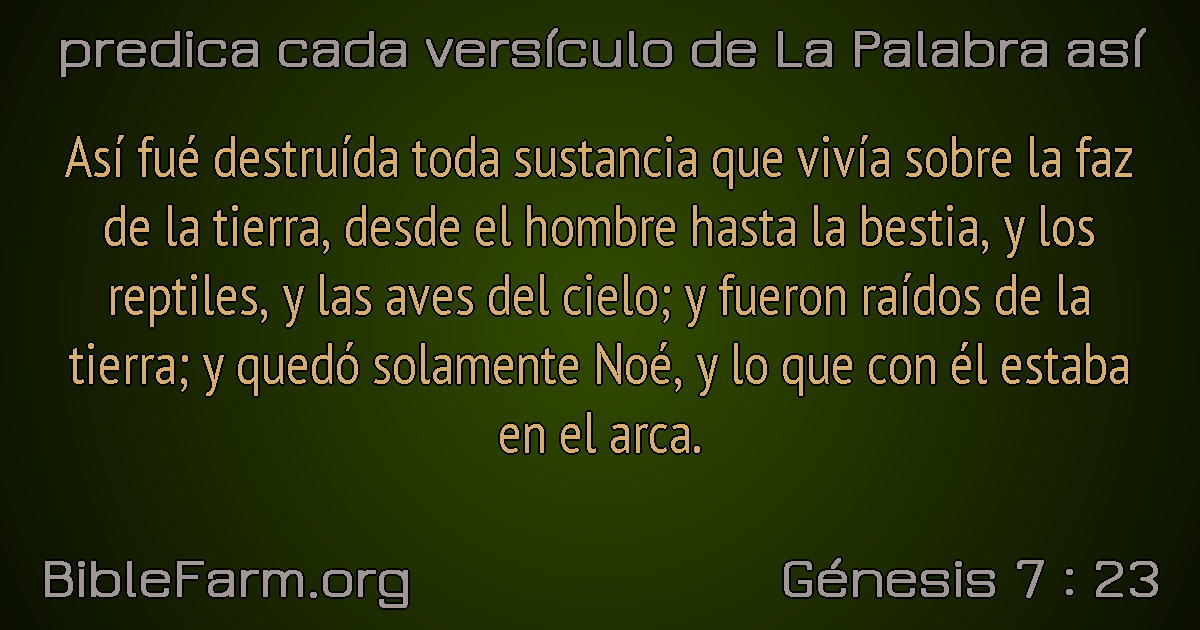 predica cada versículo de La Palabra así
Así fué destruída toda sustancia que vivía sobre la faz
de la tierra, desde el hombre hasta la bestia, y los
reptiles, y las aves del cielo; y fueron raídos de la
tierra; y quedó solamente Noé, y lo que con él estaba
en el arca.
BibleFarm.org
Génesis 7 : 23